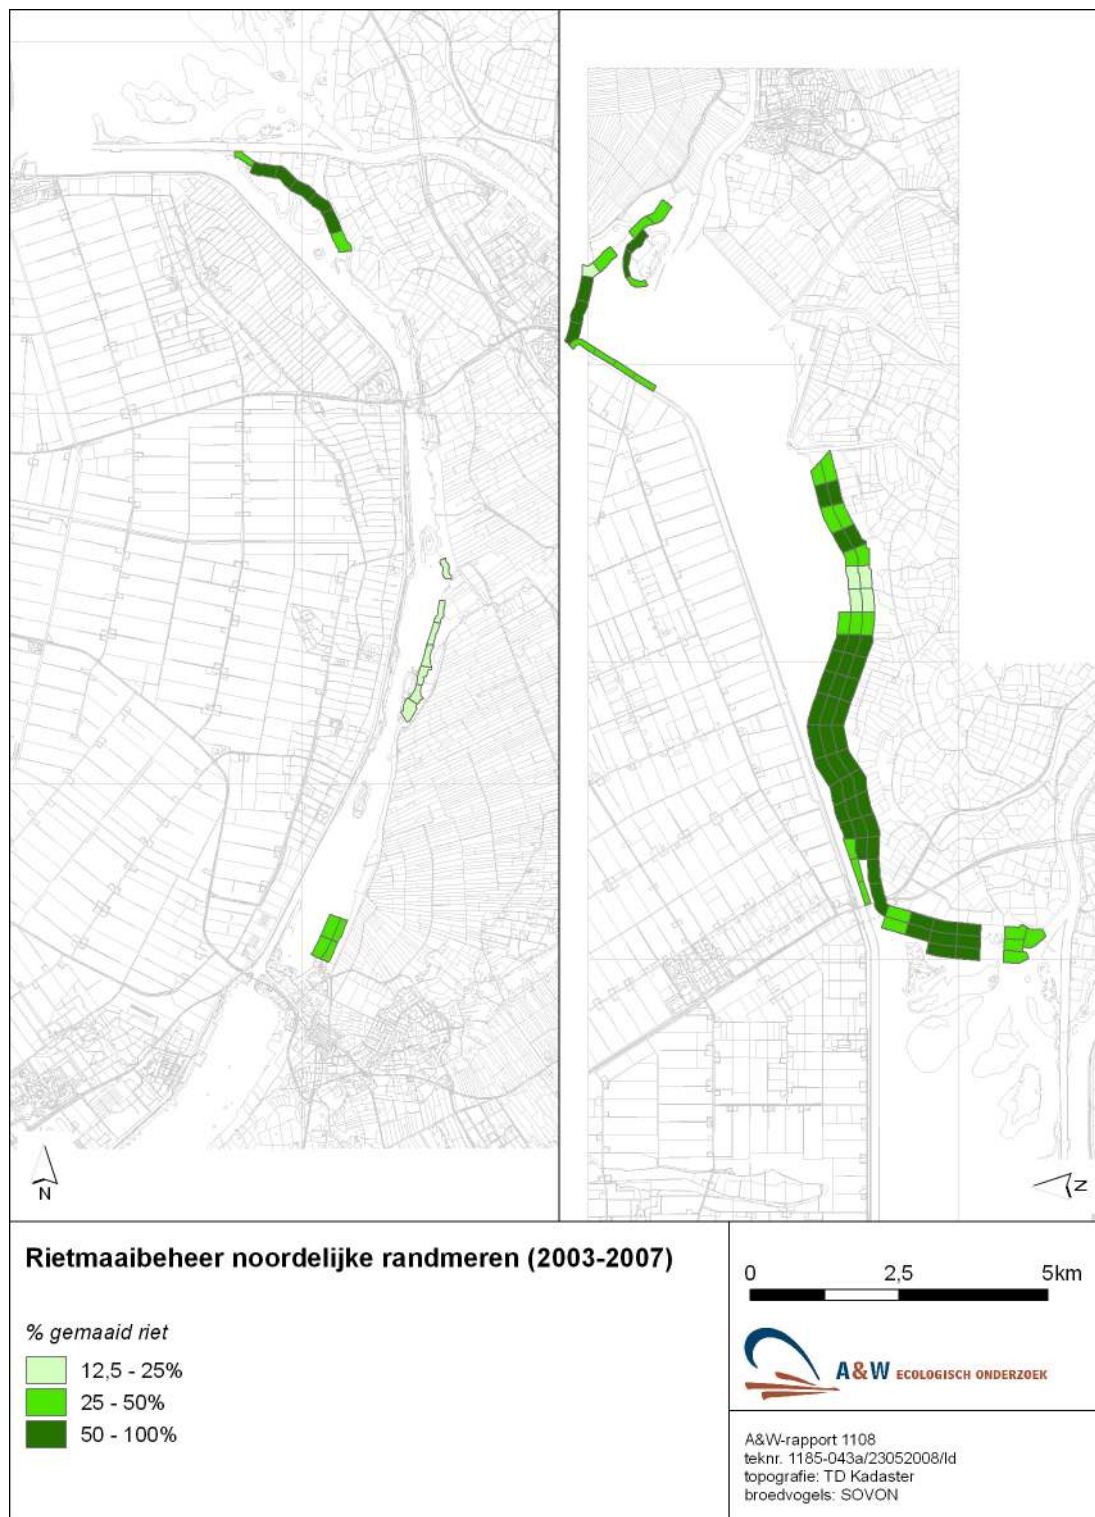 N
N
Rietmaaibeheer noordelijke randmeren (2003-2007)
% gemaaid riet
12,5 - 25%
25 - 50%
50 - 100%
0 2,5 5km
A&W ECOLOGISCH ONDERZOEK
A&W-rapport 1108
teknr. 1185-043a/23052008/ld
topografie: TD Kadaster
broedvogels: SOVON